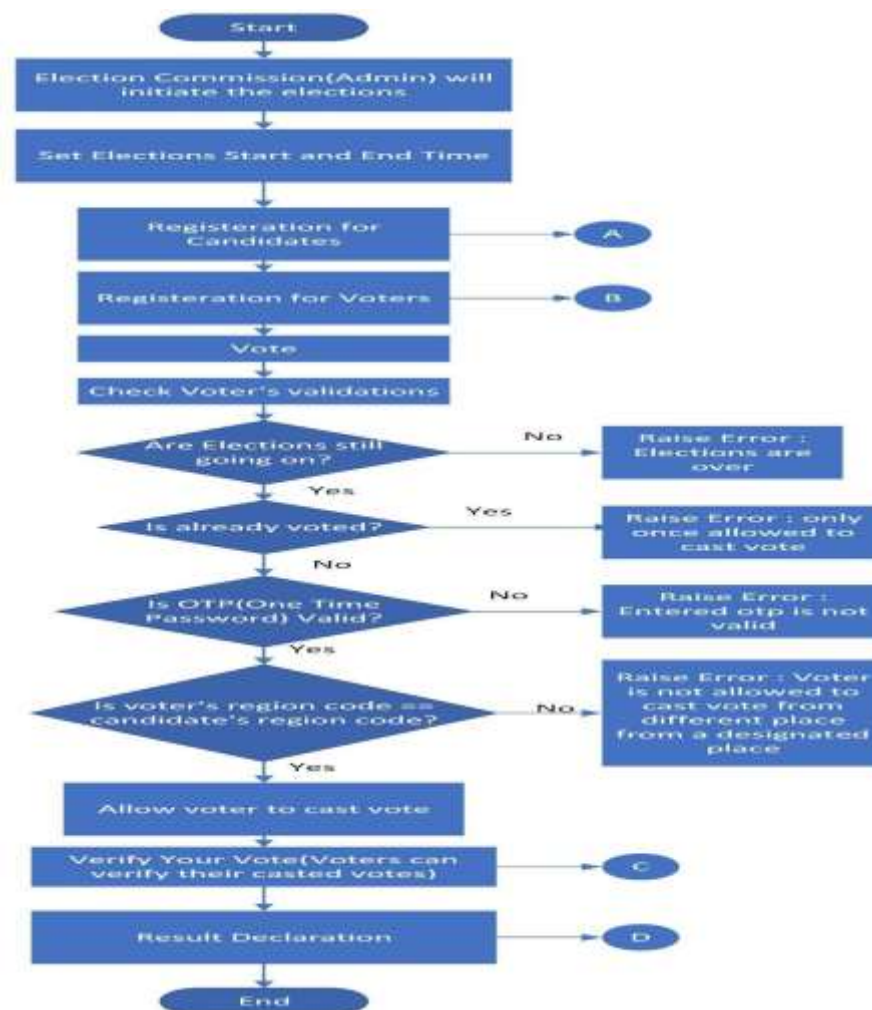 Start
Election Commission(Admin) will
initiate the elections
Set Elections Start and End Time
Registeration for
Candidates
A
Registeration for Voters
B
Vote
Check Voter's validations
Are Elections still
going on?
No
Raise Error :
Elections are
over
Yes
Is already voted?
Yes
Raise Error : only
once allowed to
cast vote
No
Is OTP(One Time
Password) Valid?
No
Raise Error :
Entered otp is not
valid
Yes
Is voter's region code ==
candidate's region code?
No
Raise Error : Voter
is not allowed to
cast vote from
different place
from a designated
place
Yes
Allow voter to cast vote
Verify Your Vote(Voters can
verify their casted votes)
C
Result Declaration
D
End